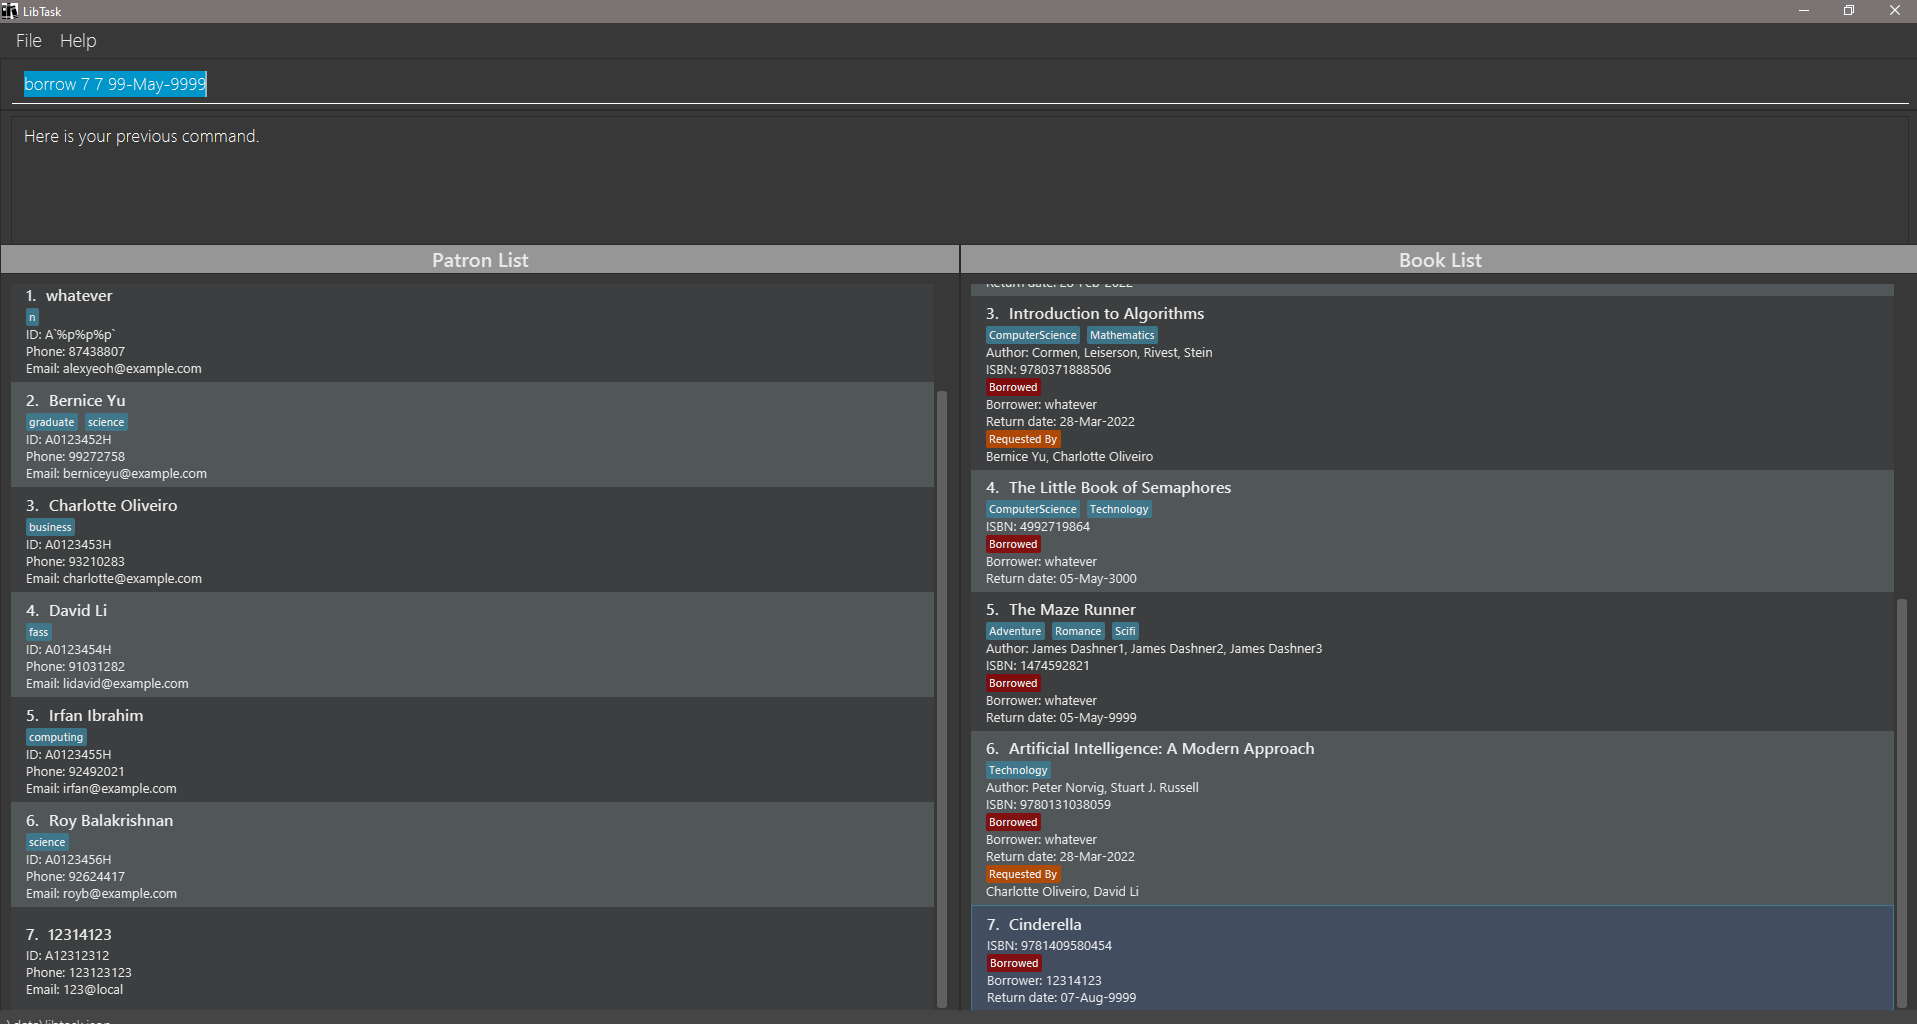 LibTask
File Help
borrow 7 7 99-May-9999
Here is your previous command.
Patron List
1. whatever
n
ID: A`%p%p%p`
Phone: 87438807
Email: alexyeoh@example.com
2. Bernice Yu
graduate science
ID: A0123452H
Phone: 99272758
Email: berniceyu@example.com
3. Charlotte Oliveiro
business
ID: A0123453H
Phone: 93210283
Email: charlotte@example.com
4. David Li
fass
ID: A0123454H
Phone: 91031282
Email: lidavid@example.com
5. Irfan Ibrahim
computing
ID: A0123455H
Phone: 92492021
Email: irfan@example.com
6. Roy Balakrishnan
science
ID: A0123456H
Phone: 92624417
Email: royb@example.com
7. 12314123
ID: A12312312
Phone: 123123123
Email: 123@local
Book List
Return date: 28-Feb-2022
3. Introduction to Algorithms
ComputerScience Mathematics
Author: Cormen, Leiserson, Rivest, Stein
ISBN: 9780371888506
Borrowed
Borrower: whatever
Return date: 28-Mar-2022
Requested By
Bernice Yu, Charlotte Oliveiro
4. The Little Book of Semaphores
ComputerScience Technology
ISBN: 4992719864
Borrowed
Borrower: whatever
Return date: 05-May-3000
5. The Maze Runner
Adventure Romance Scifi
Author: James Dashner1, James Dashner2, James Dashner3
ISBN: 1474592821
Borrowed
Borrower: whatever
Return date: 05-May-9999
6. Artificial Intelligence: A Modern Approach
Technology
Author: Peter Norvig, Stuart J. Russell
ISBN: 9780131038059
Borrowed
Borrower: whatever
Return date: 28-Mar-2022
Requested By
Charlotte Oliveiro, David Li
7. Cinderella
ISBN: 9781409580454
Borrowed
Borrower: 12314123
Return date: 07-Aug-9999